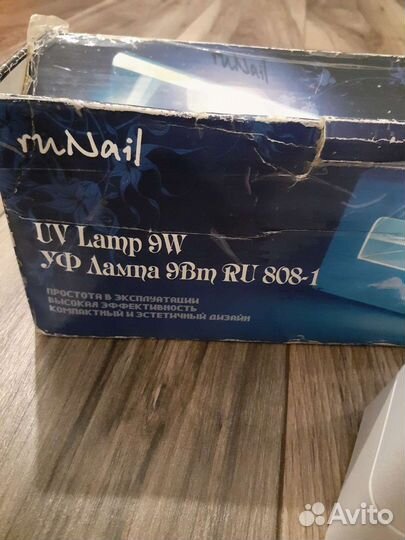 ruNail
ruNail
UV Lamp 9W
УФ Лампа 9Вт RU 808-1
ПРОСТОТА В ЭКСПЛУАТАЦИИ
ВЫСОКАЯ ЭФФЕКТИВНОСТЬ
КОМПАКТНЫЙ И ЭСТЕТИЧНЫЙ ДИЗАЙН
Avito